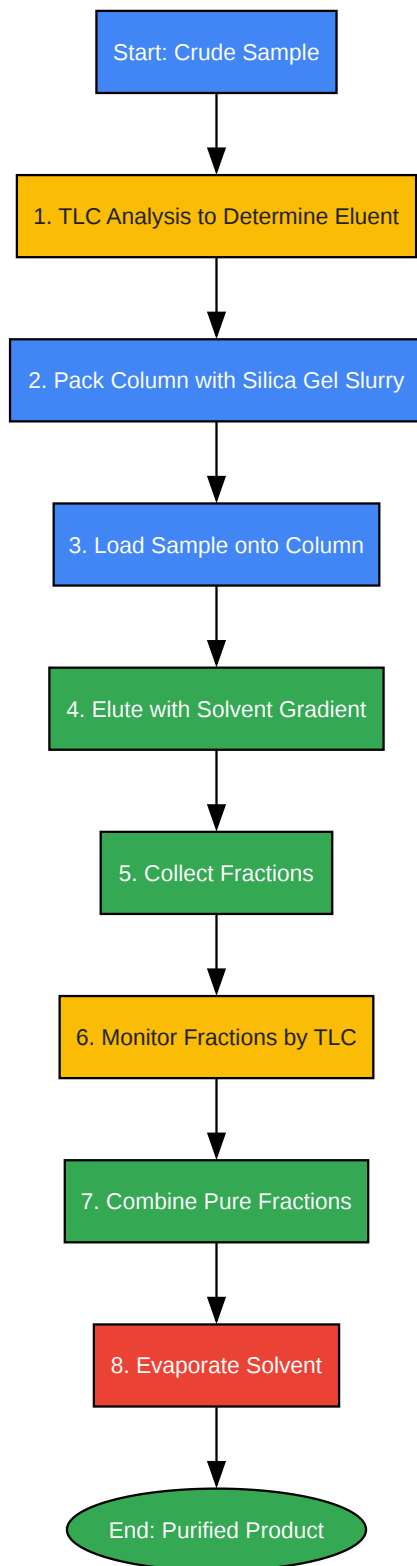 Start: Crude Sample
1. TLC Analysis to Determine Eluent
2. Pack Column with Silica Gel Slurry
3. Load Sample onto Column
4. Elute with Solvent Gradient
5. Collect Fractions
6. Monitor Fractions by TLC
7. Combine Pure Fractions
8. Evaporate Solvent
End: Purified Product